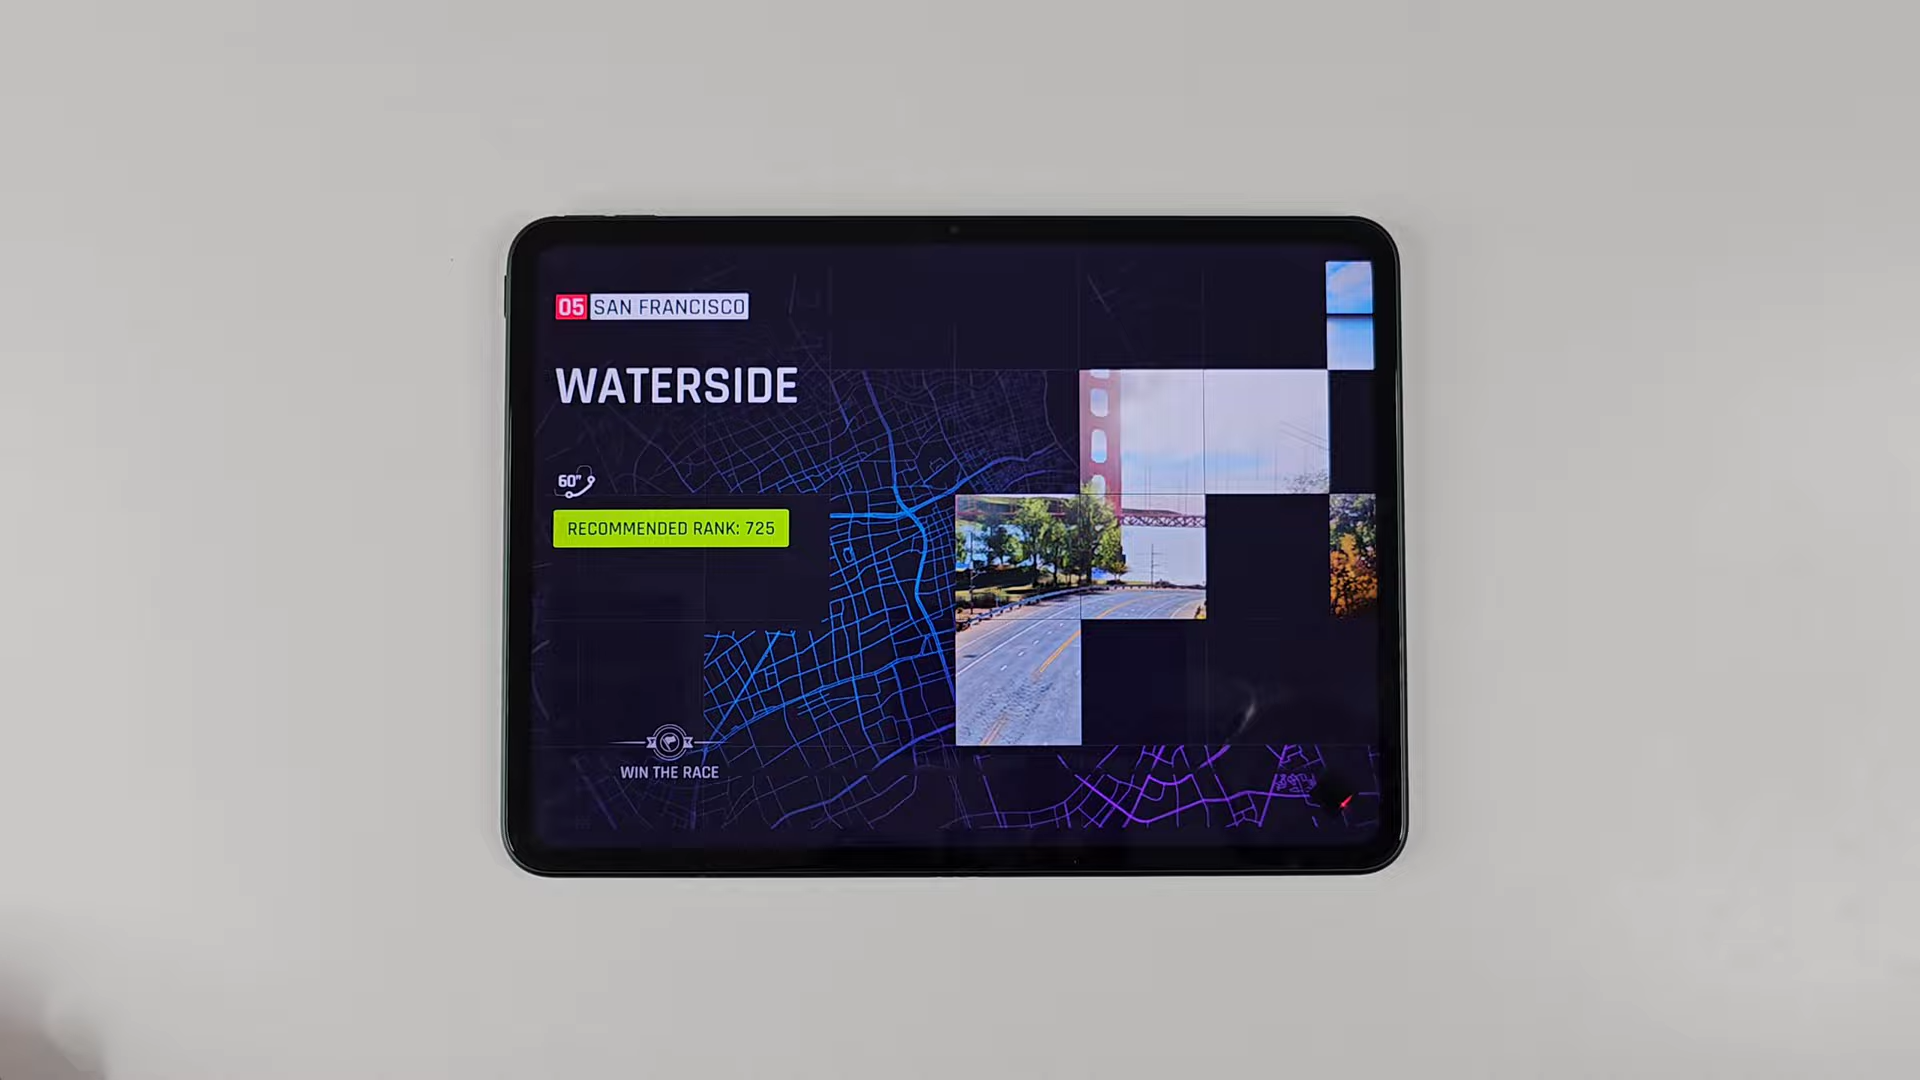 05 SAN FRANCISCO
WATERSIDE
60"
RECOMMENDED RANK: 725
WIN THE RACE